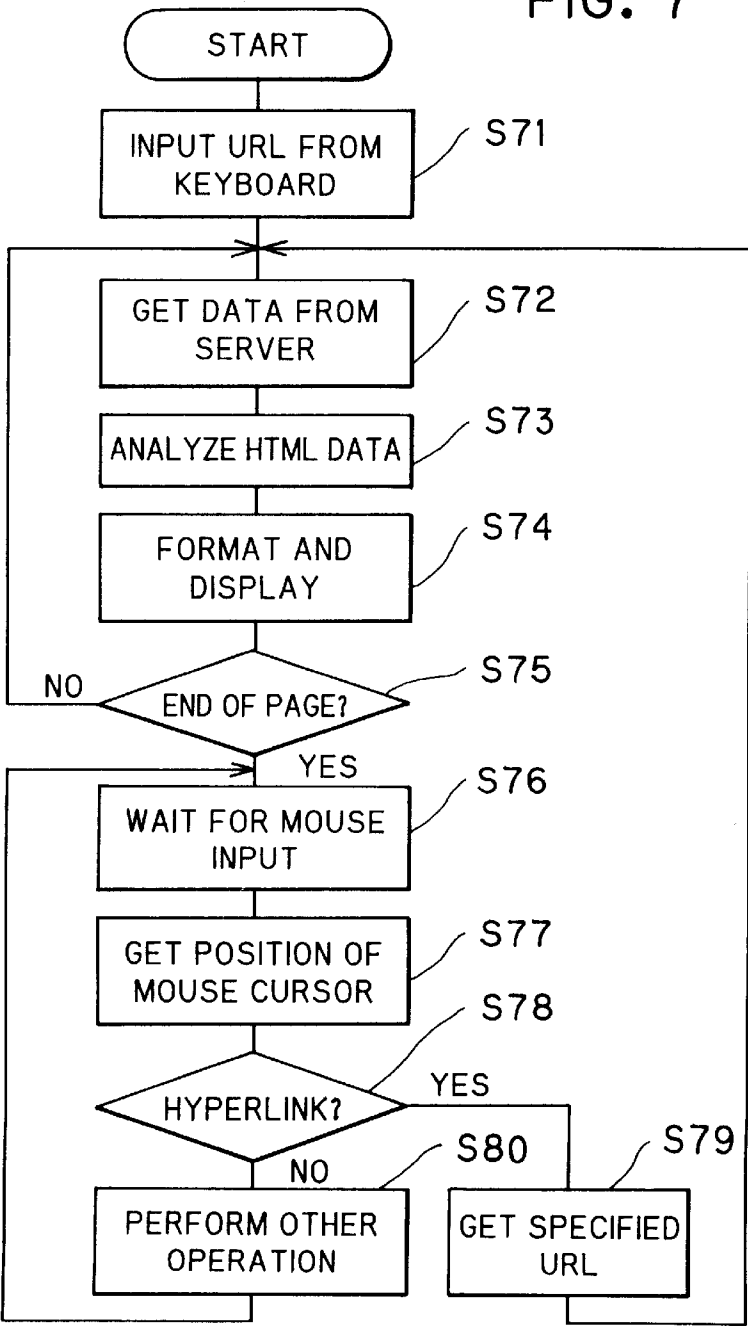 FIG. 7
START
INPUT URL FROM
KEYBOARD
S71
GET DATA FROM
SERVER
S72
ANALYZE HTML DATA
S73
FORMAT AND
DISPLAY
S74
END OF PAGE?
S75
NO
YES
WAIT FOR MOUSE
INPUT
S76
GET POSITION OF
MOUSE CURSOR
S77
HYPERLINK?
S78
YES
NO
PERFORM OTHER
OPERATION
S80
GET SPECIFIED
URL
S79